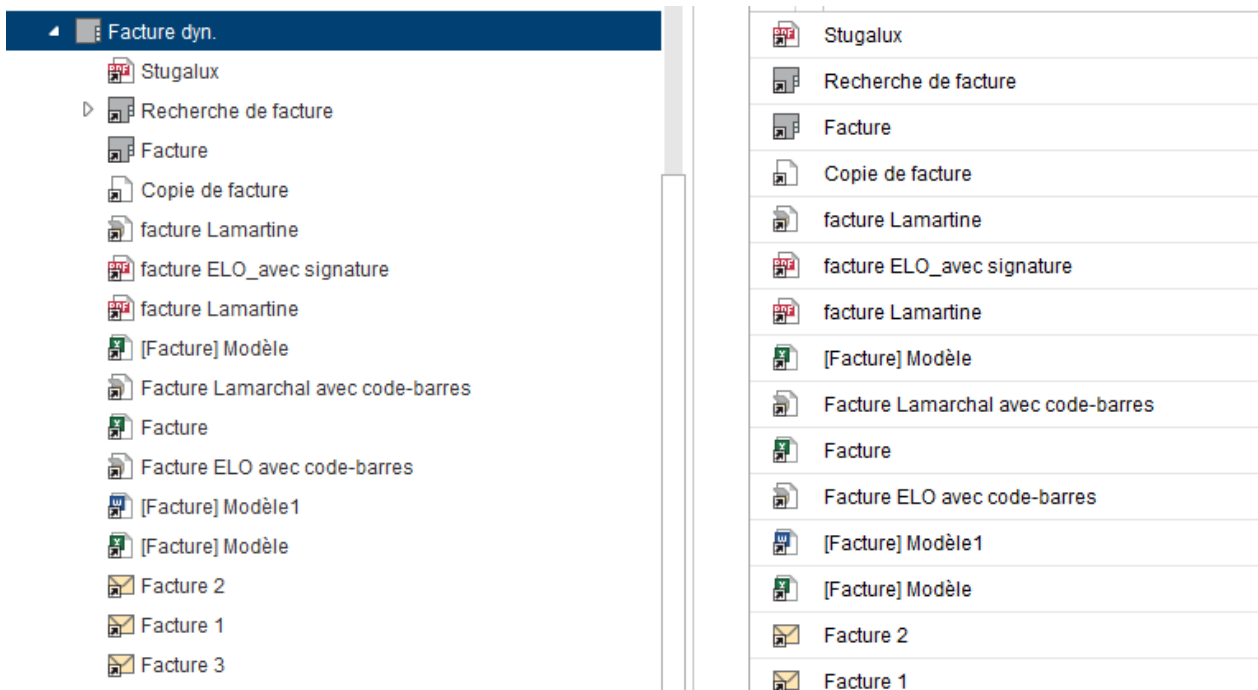 Facture dyn.
Stugalux
Recherche de facture
Facture
Copie de facture
facture Lamartine
facture ELO_avec signature
facture Lamartine
[Facture] Modèle
Facture Lamarchal avec code-barres
Facture
Facture ELO avec code-barres
[Facture] Modèle1
[Facture] Modèle
Facture 2
Facture 1
Facture 3
Stugalux
Recherche de facture
Facture
Copie de facture
facture Lamartine
facture ELO_avec signature
facture Lamartine
[Facture] Modèle
Facture Lamarchal avec code-barres
Facture
Facture ELO avec code-barres
[Facture] Modèle1
[Facture] Modèle
Facture 2
Facture 1